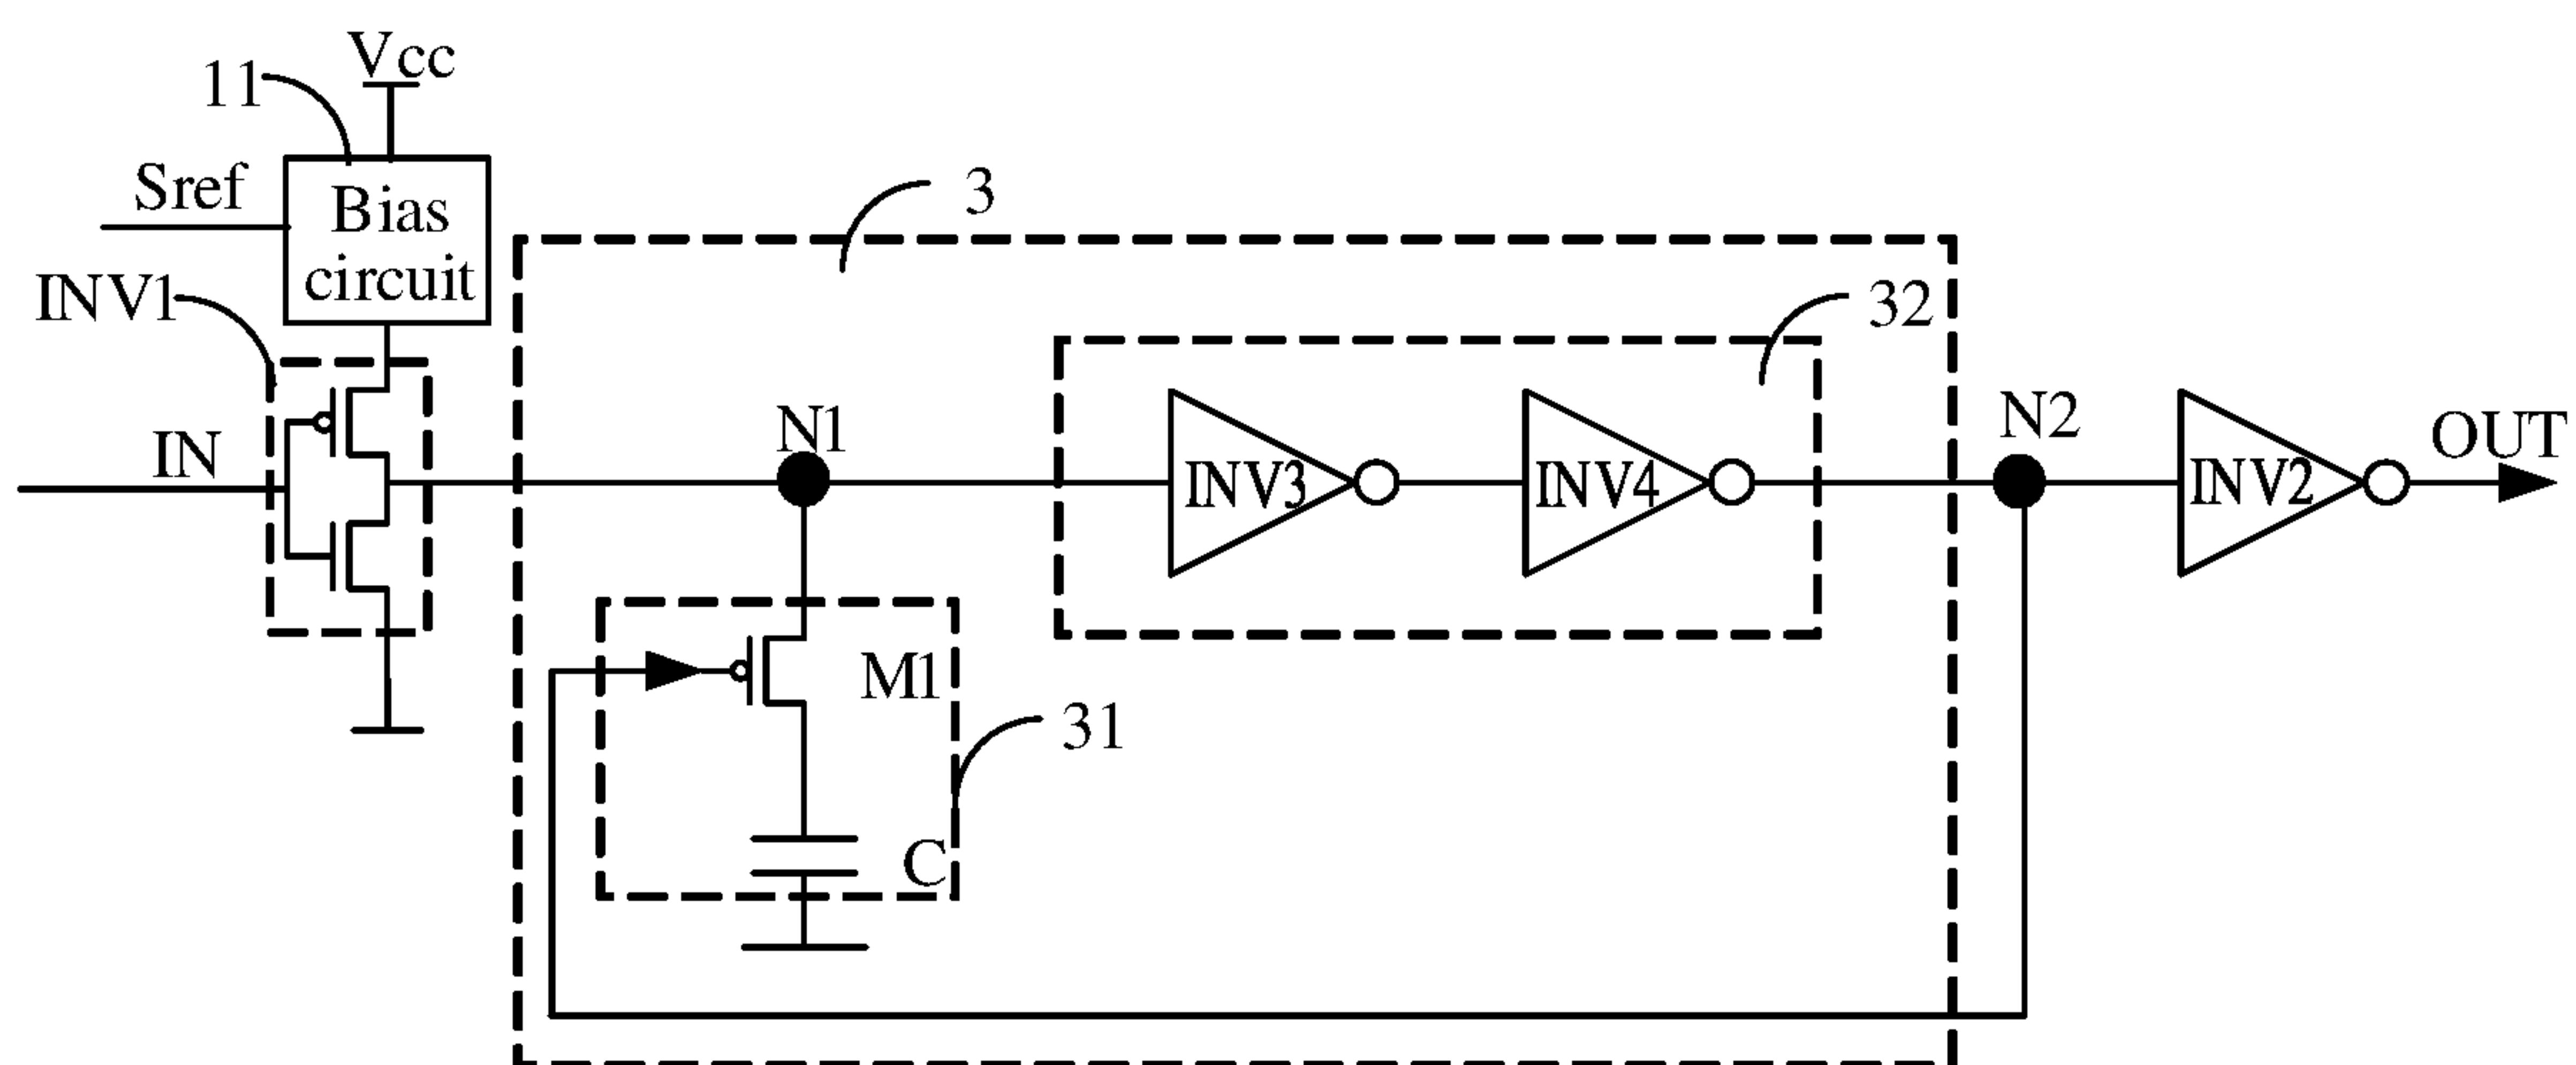 Vcc
11
Sref
Bias
circuit
3
INV1
32
IN
N1
INV3
INV4
N2
INV2
OUT
M1
31
C